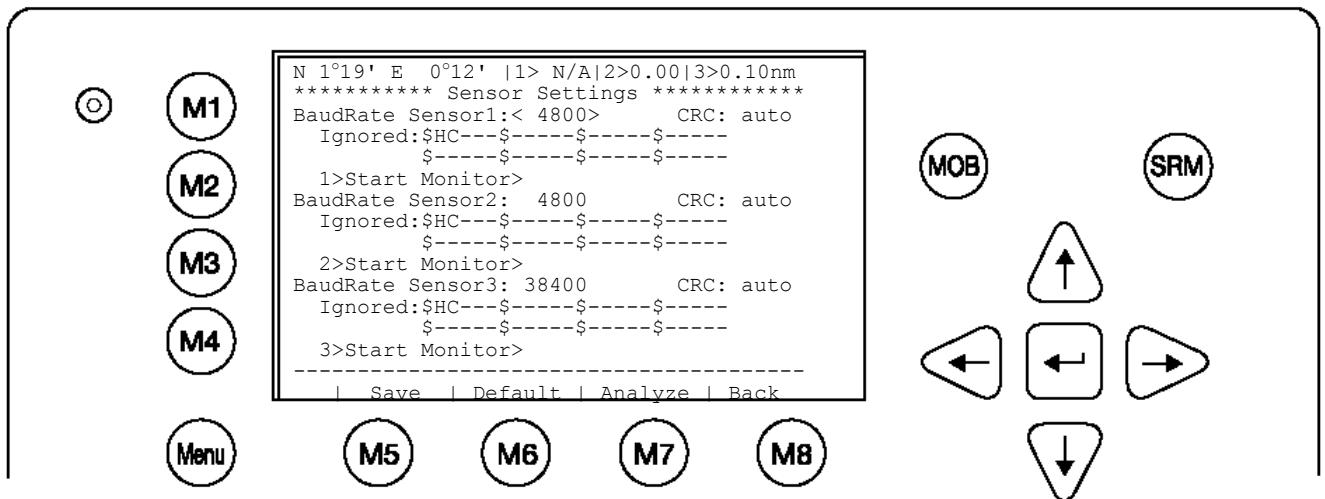 N 1°19' E  0°12' |1> N/A|2>0.00|3>0.10nm
*********** Sensor Settings ************
BaudRate Sensor1:< 4800>      CRC: auto
Ignored:$HC---$-----$-----$-----
$-----$-----$-----$-----
1>Start Monitor>
BaudRate Sensor2:  4800       CRC: auto
Ignored:$HC---$-----$-----$-----
$-----$-----$-----$-----
2>Start Monitor>
BaudRate Sensor3: 38400       CRC: auto
Ignored:$HC---$-----$-----$-----
$-----$-----$-----$-----
3>Start Monitor>
----------------------------------------
| Save | Default | Analyze | Back
M1
M2
M3
M4
Menu
M5
M6
M7
M8
MOB
SRM